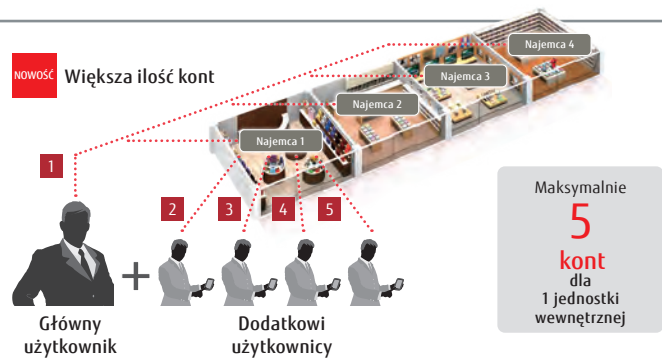 NOWOŚĆ
Większa ilość kont
Najemca 4
Najemca 3
Najemca 2
Najemca 1
1
2
3
4
5
+
Główny
użytkownik
Dodatkowi
użytkownicy
Maksymalnie
5
kont
dla
1 jednostki
wewnętrznej